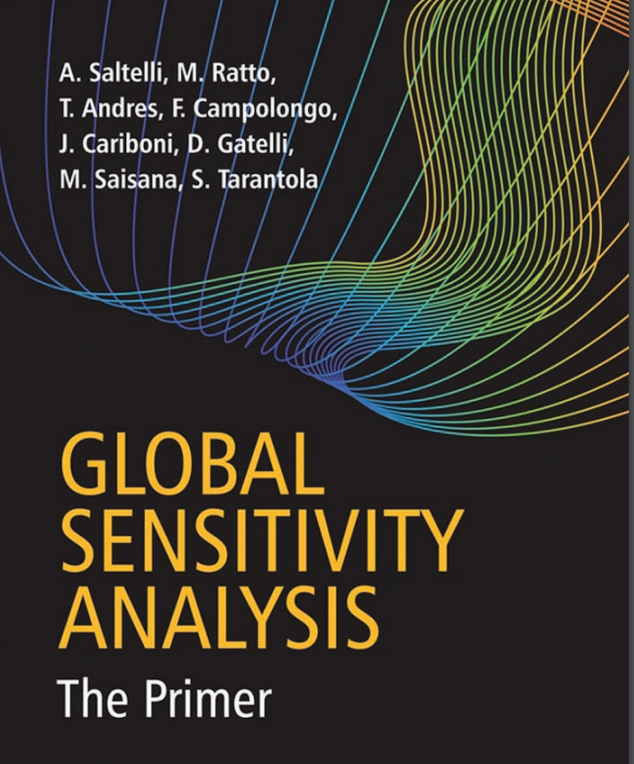 A. Saltelli, M. Ratto,
T. Andres, F. Campolongo,
J. Cariboni, D. Gatelli,
M. Saisana, S. Tarantola
GLOBAL
SENSITIVITY
ANALYSIS
The Primer